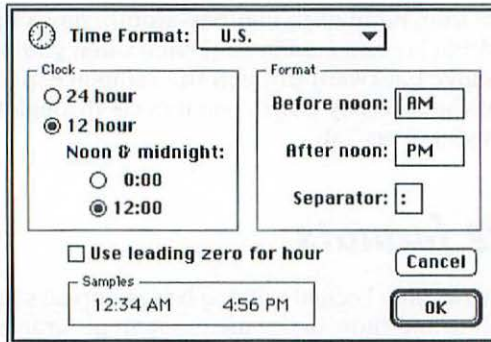 Time Format: U.S.
Clock
24 hour
12 hour
Noon & midnight:
0:00
12:00
Format
Before noon: AM
After noon: PM
Separator: :
Use leading zero for hour
Samples
12:34 AM 4:56 PM
Cancel
OK